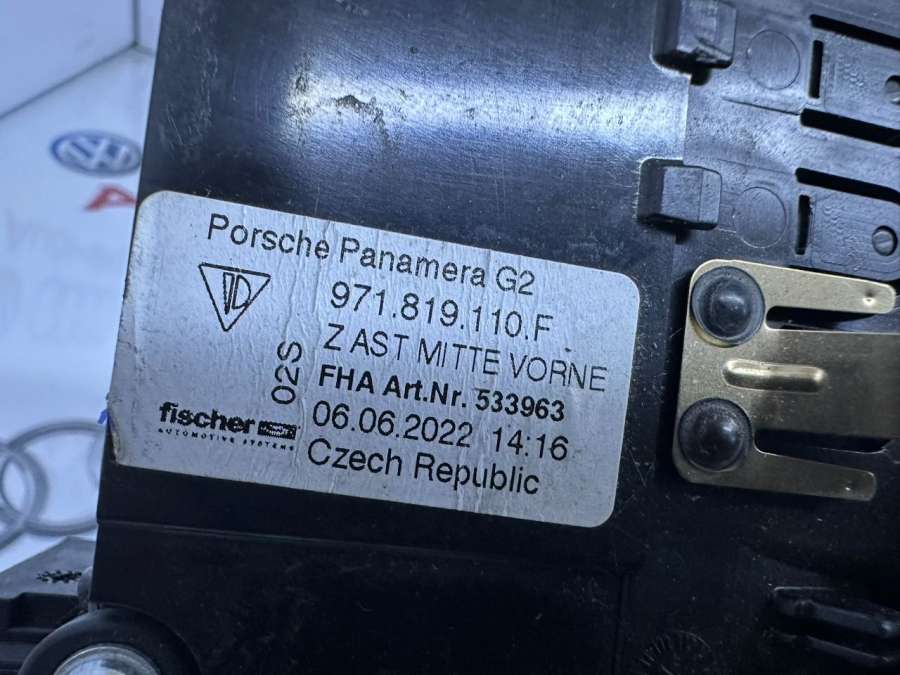 Porsche Panamera G2
971.819.110.F
Z AST MITTE VORNE
02S
FHA Art.Nr. 533963
fischer
AUTOMOTIVE SYSTEMS
06.06.2022 14:16
Czech Republic